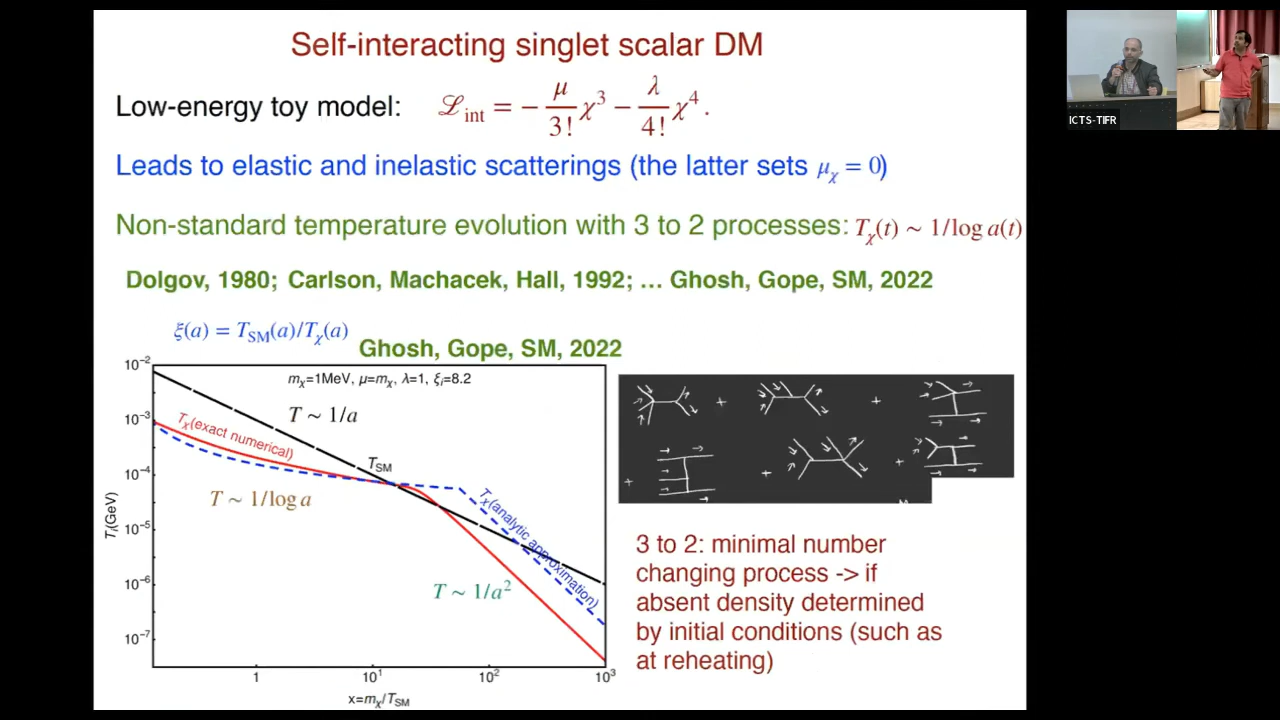 Self-interacting singlet scalar DM
Low-energy toy model: ℒint = − μ/3! χ³ − λ/4! χ⁴ .
Leads to elastic and inelastic scatterings (the latter sets μχ = 0)
Non-standard temperature evolution with 3 to 2 processes: Tχ(t) ~ 1/log a(t)
Dolgov, 1980; Carlson, Machacek, Hall, 1992; … Ghosh, Gope, SM, 2022
ξ(a) = TSM(a)/Tχ(a)
Ghosh, Gope, SM, 2022
mχ=1MeV, μ=mχ, λ=1, ξi=8.2
T ~ 1/a
Tχ(exact numerical)
TSM
T ~ 1/log a
Tχ(analytic approximation)
T ~ 1/a²
Ti(GeV)
10⁻²
10⁻³
10⁻⁴
10⁻⁵
10⁻⁶
10⁻⁷
1 10¹ 10² 10³
x=mχ/TSM
+ +
+ + +
3 to 2: minimal number
changing process -> if
absent density determined
by initial conditions (such as
at reheating)
ICTS-TIFR